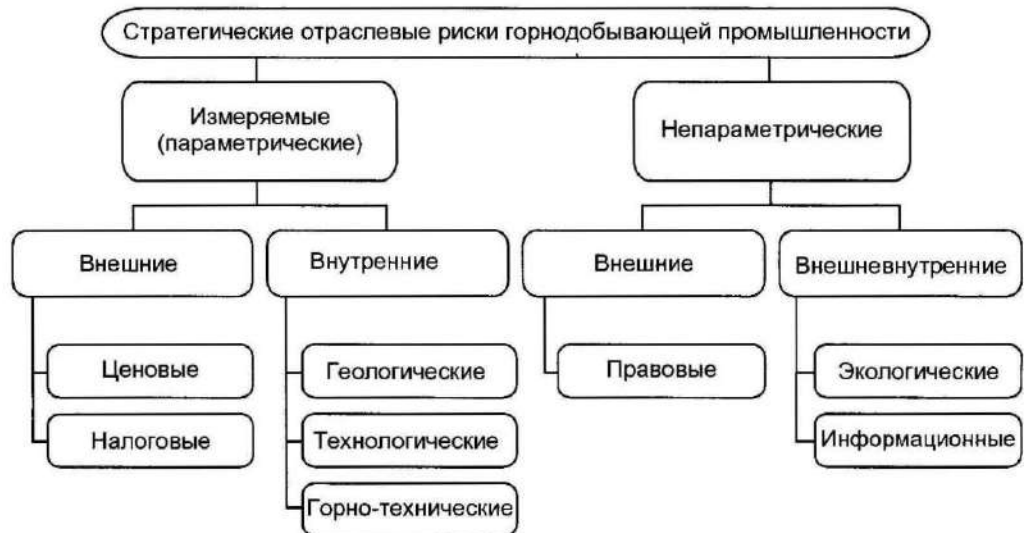 Стратегические отраслевые риски горнодобывающей промышленности
Измеряемые
(параметрические)
Непараметрические
Внешние
Внутренние
Внешние
Внешневнутренние
Ценовые
Геологические
Правовые
Экологические
Налоговые
Технологические
Информационные
Горно-технические